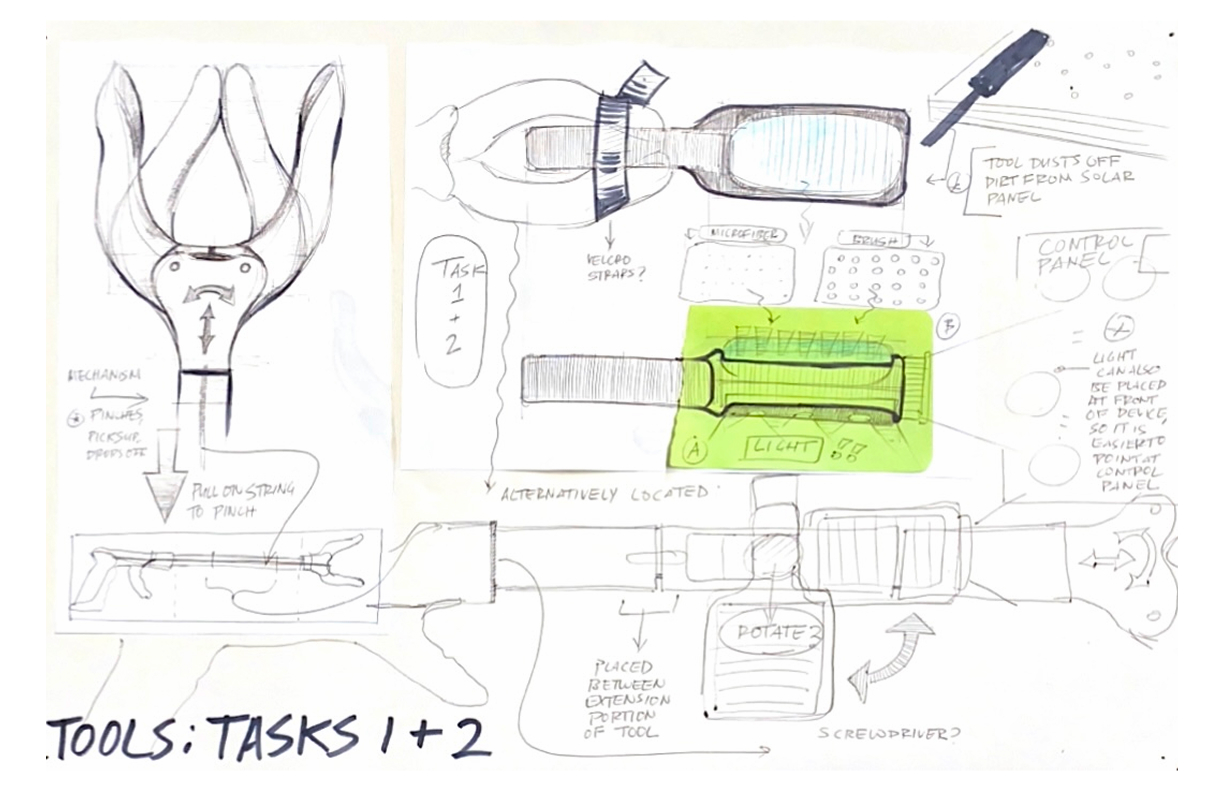 MECHANISM
* PINCHES,
PICKS UP,
DROPS OFF
PULL ON STRING
TO PINCH
TASK
1
+
2
VELCRO
STRAPS?
MICROFIBER
BRUSH
TOOL DUSTS OFF
DIRT FROM SOLAR
PANEL
CONTROL
PANEL
B
A
LIGHT
LIGHT
CAN ALSO
BE PLACED
AT FRONT
OF DEVICE,
SO IT IS
EASIER TO
POINT AT
CONTROL
PANEL
ALTERNATIVELY LOCATED
ROTATE?
PLACED
BETWEEN
EXTENSION
PORTION
OF TOOL
SCREWDRIVER?
TOOLS: TASKS 1 + 2